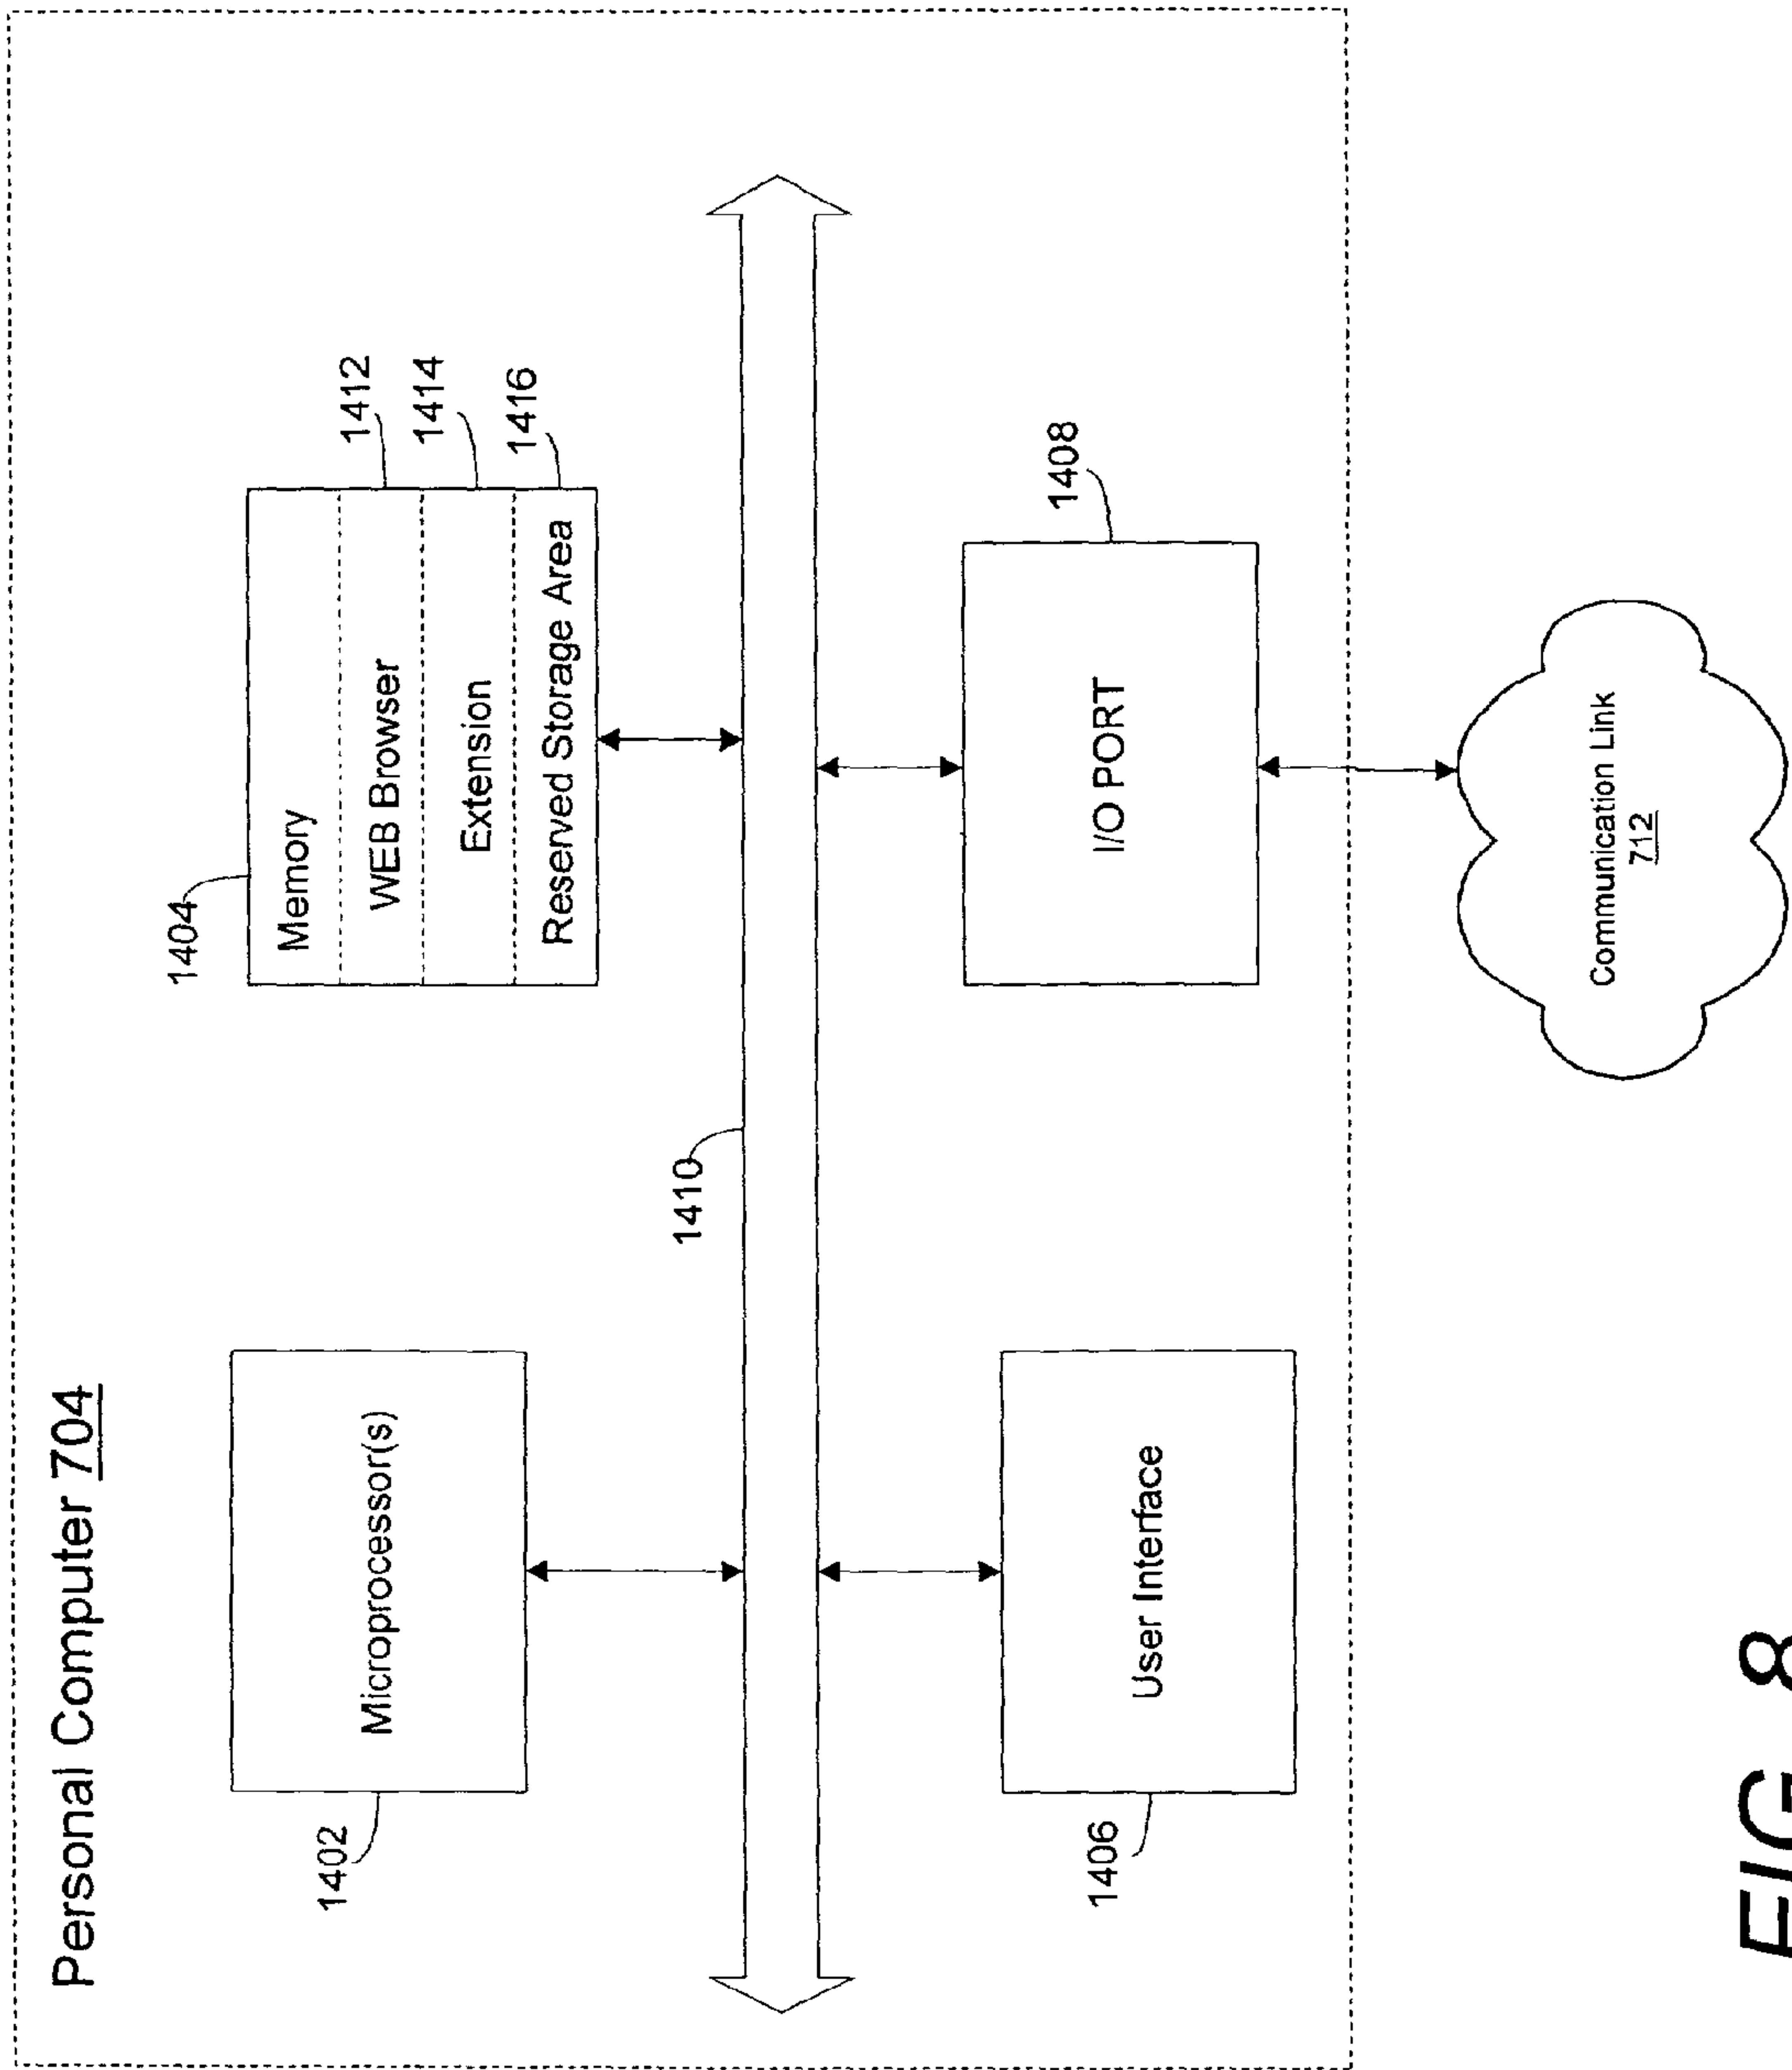 Personal Computer 704
1402
Microprocessor(s)
1404
Memory
WEB Browser
Extension
Reserved Storage Area
1412
1414
1416
1410
1406
User Interface
1408
I/O PORT
Communication Link
712
FIG. 8